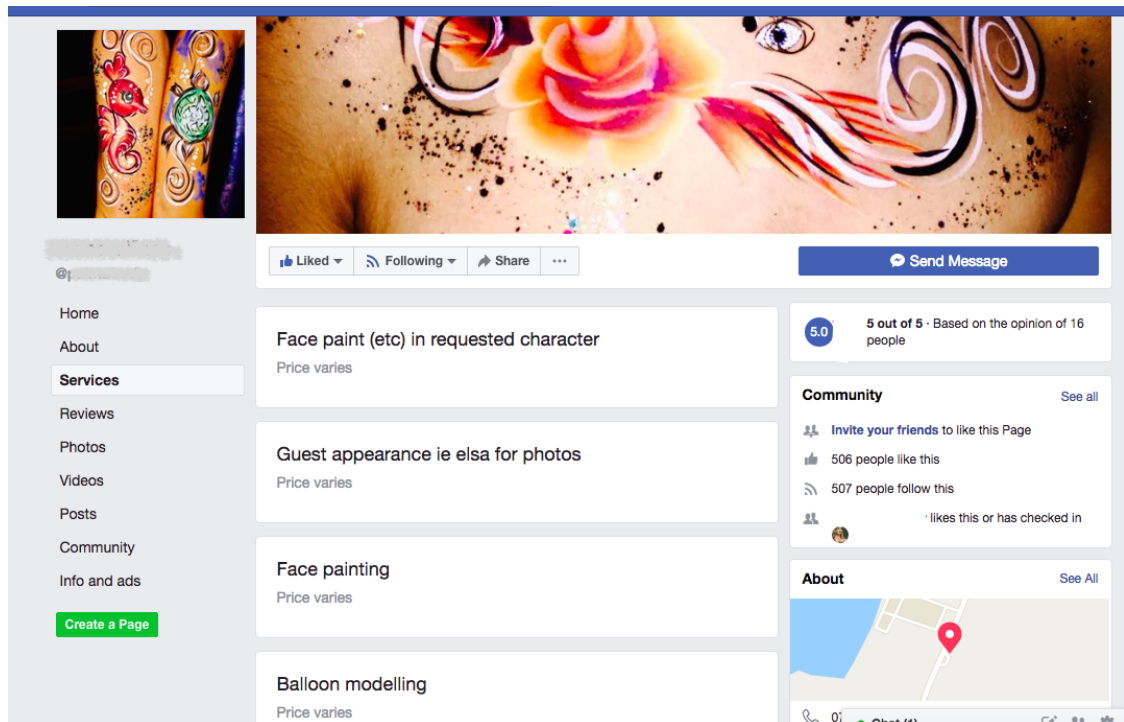 Liked
Following
Share
...
Send Message
Home
About
Services
Reviews
Photos
Videos
Posts
Community
Info and ads
Create a Page
Face paint (etc) in requested character
Price varies
Guest appearance ie elsa for photos
Price varies
Face painting
Price varies
Balloon modelling
Price varies
5.0
5 out of 5 · Based on the opinion of 16
people
Community
See all
Invite your friends to like this Page
506 people like this
507 people follow this
likes this or has checked in
About
See All